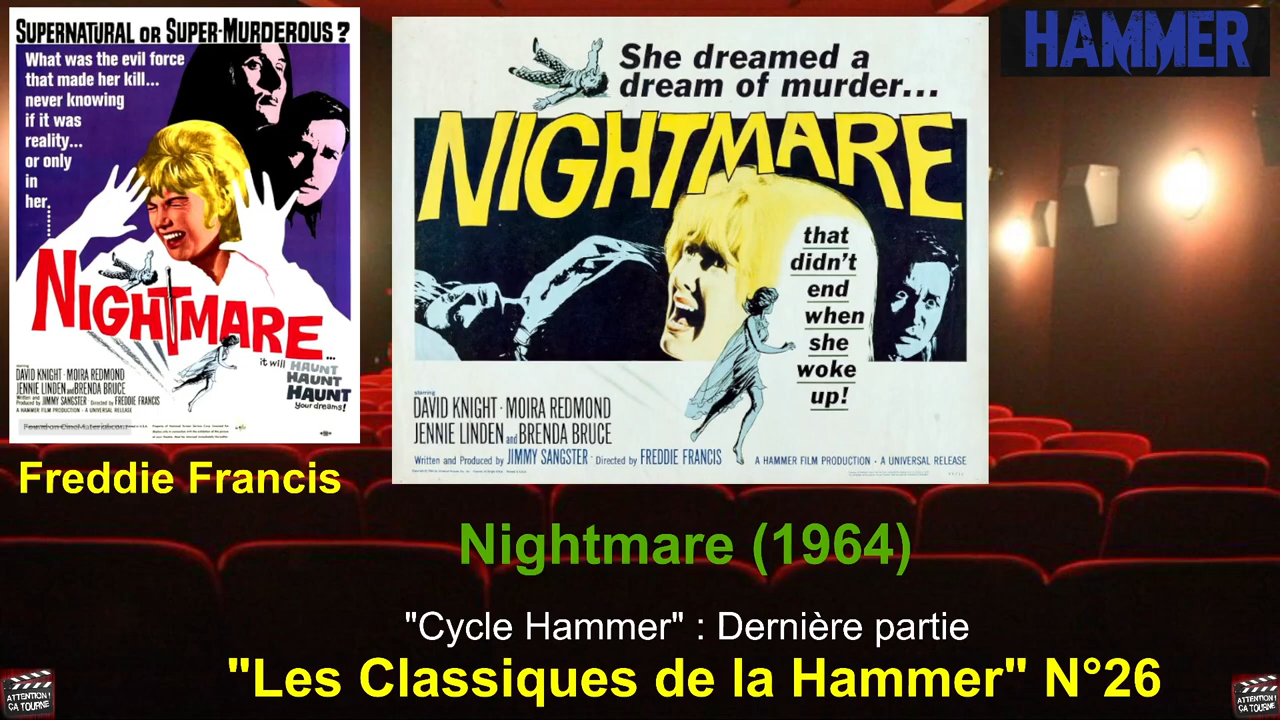 SUPERNATURAL OR SUPER-MURDEROUS?
What was the evil force
that made her kill...
never knowing
if it was
reality...
or only
in
her........
NIGHTMARE...
it will HAUNT
HAUNT
HAUNT
your dreams!
starring
DAVID KNIGHT · MOIRA REDMOND
JENNIE LINDEN and BRENDA BRUCE
Written and Produced by JIMMY SANGSTER · Directed by FREDDIE FRANCIS
A HAMMER FILM PRODUCTION · A UNIVERSAL RELEASE
Found on CineMaterial.com
She dreamed a
dream of murder...
NIGHTMARE
that
didn't
end
when
she
woke
up!
starring
DAVID KNIGHT · MOIRA REDMOND
JENNIE LINDEN and BRENDA BRUCE
Written and Produced by JIMMY SANGSTER · Directed by FREDDIE FRANCIS
A HAMMER FILM PRODUCTION · A UNIVERSAL RELEASE
HAMMER
Freddie Francis
Nightmare (1964)
"Cycle Hammer" : Dernière partie
"Les Classiques de la Hammer" N°26
ATTENTION !
ÇA TOURNE
ATTENTION !
ÇA TOURNE